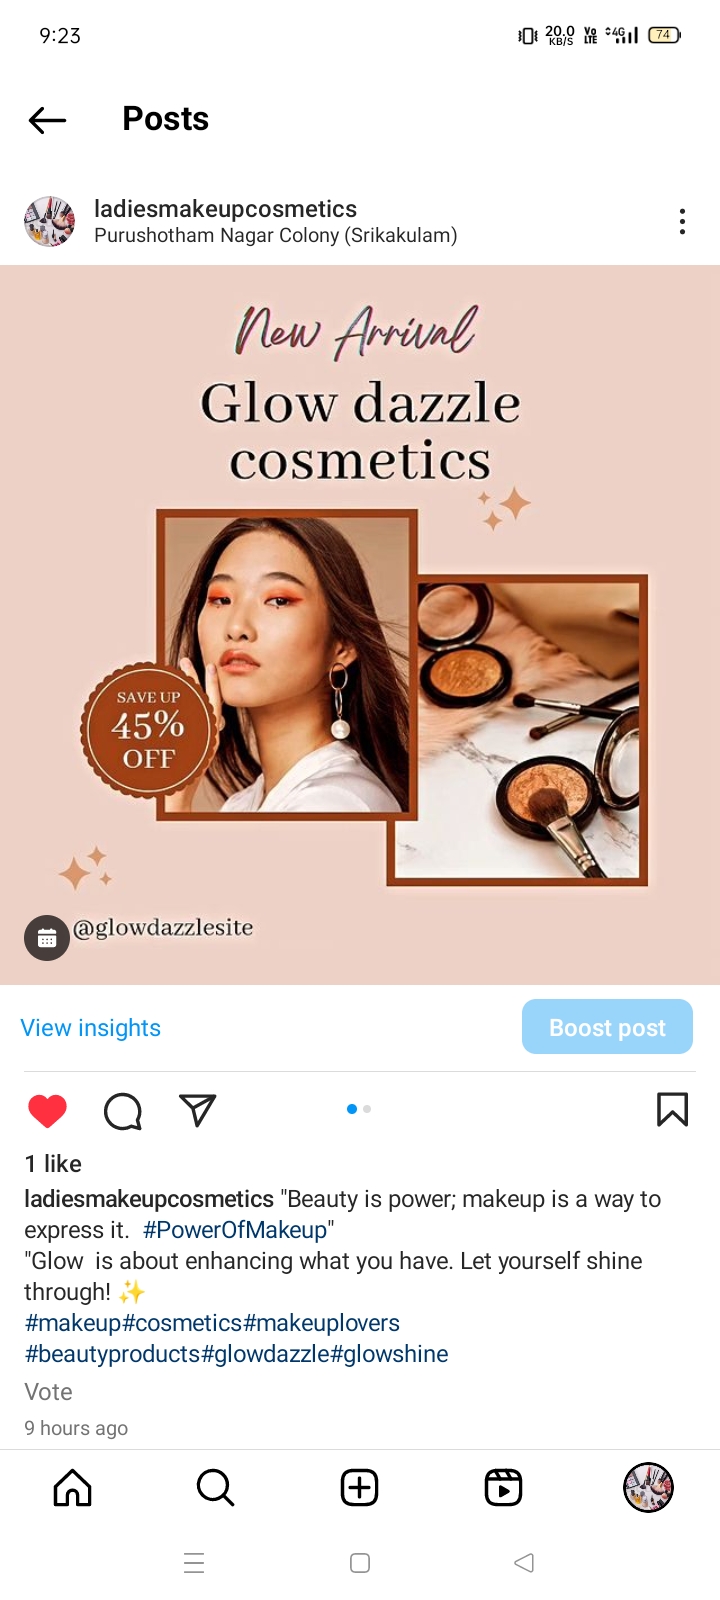 9:23
20.0 KB/S Vo LTE 4G 74
Posts
ladiesmakeupcosmetics
Purushotham Nagar Colony (Srikakulam)
New Arrival
Glow dazzle
cosmetics
SAVE UP
45%
OFF
@glowdazzlesite
View insights
Boost post
1 like
ladiesmakeupcosmetics "Beauty is power; makeup is a way to
express it.  #PowerOfMakeup"
"Glow  is about enhancing what you have. Let yourself shine
through! ✨
#makeup#cosmetics#makeuplovers
#beautyproducts#glowdazzle#glowshine
Vote
9 hours ago